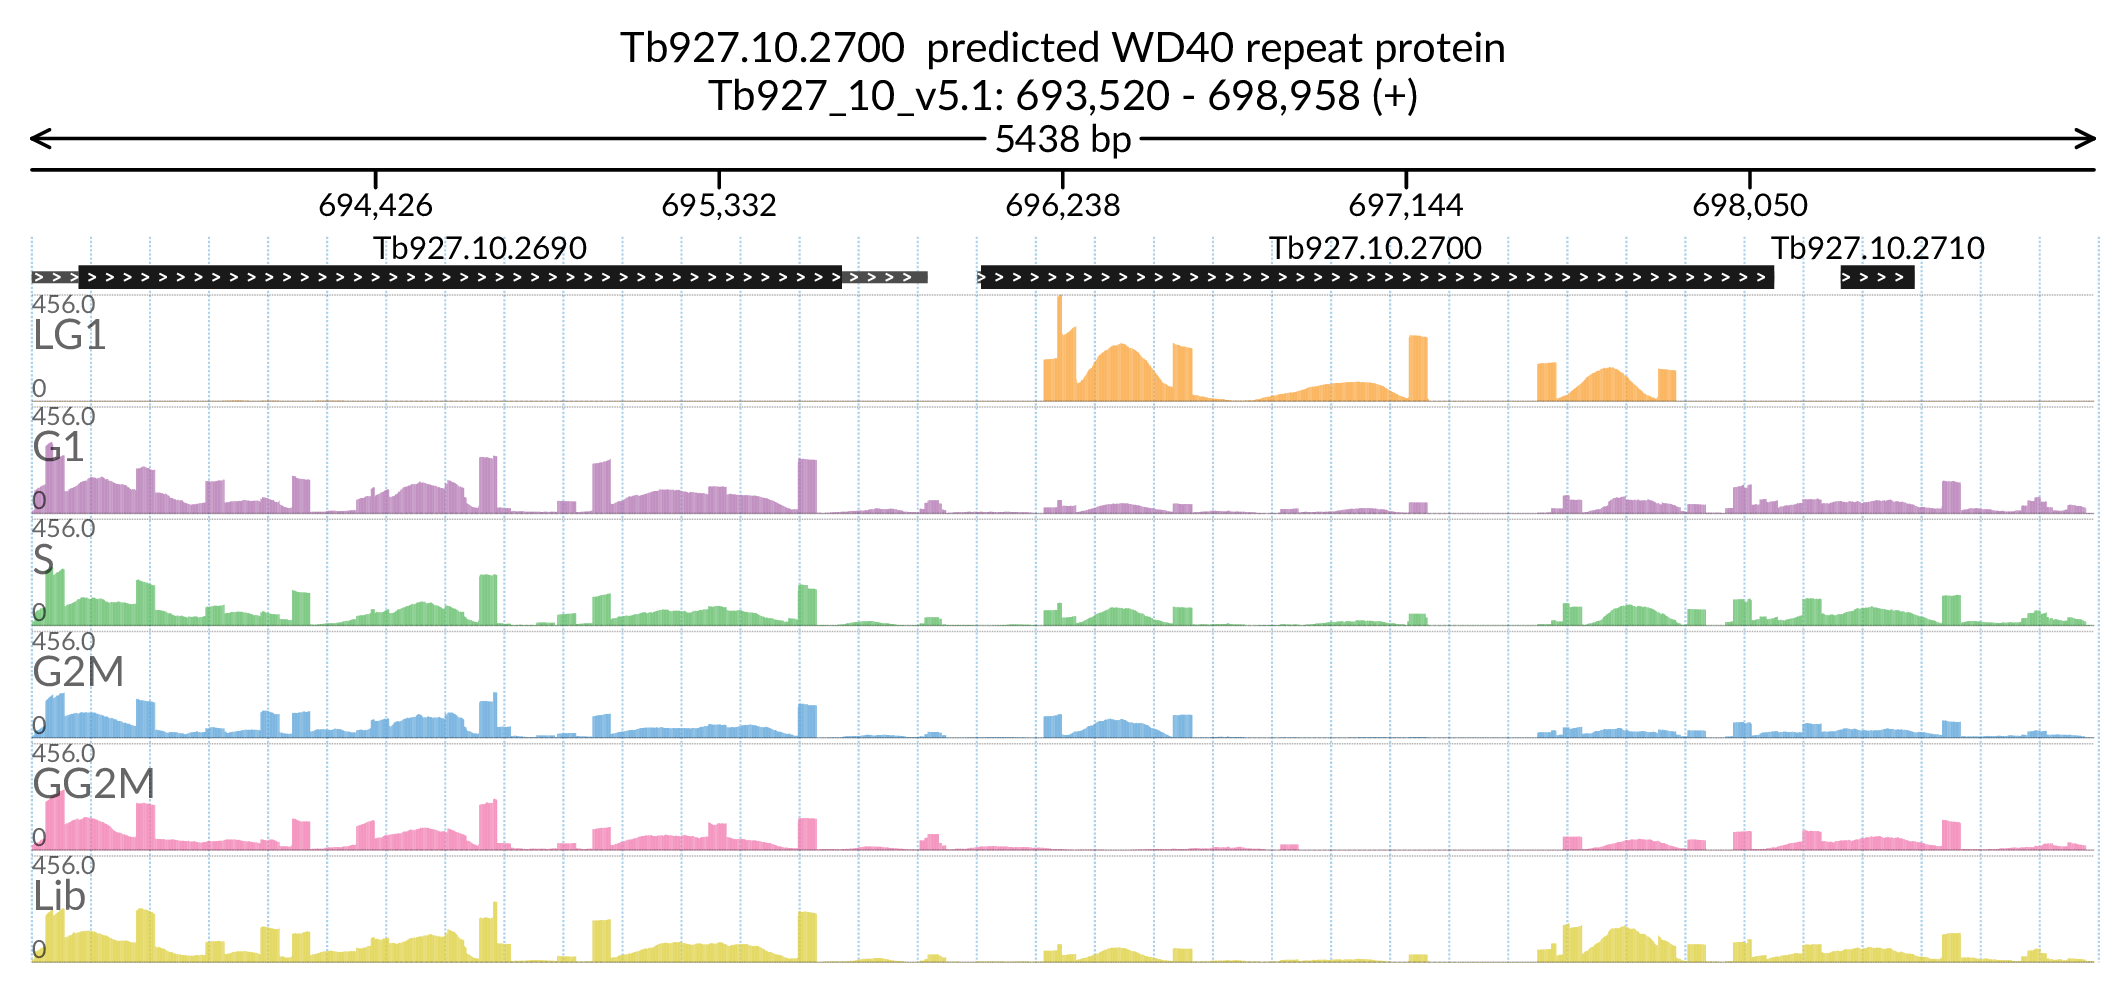 Tb927.10.2700 predicted WD40 repeat protein
Tb927_10_v5.1: 693,520 - 698,958 (+)
5438 bp
694,426 695,332 696,238 697,144 698,050
Tb927.10.2690 Tb927.10.2700 Tb927.10.2710
456.0
LG1
0
456.0
G1
0
456.0
S
0
456.0
G2M
0
456.0
GG2M
0
456.0
Lib
0